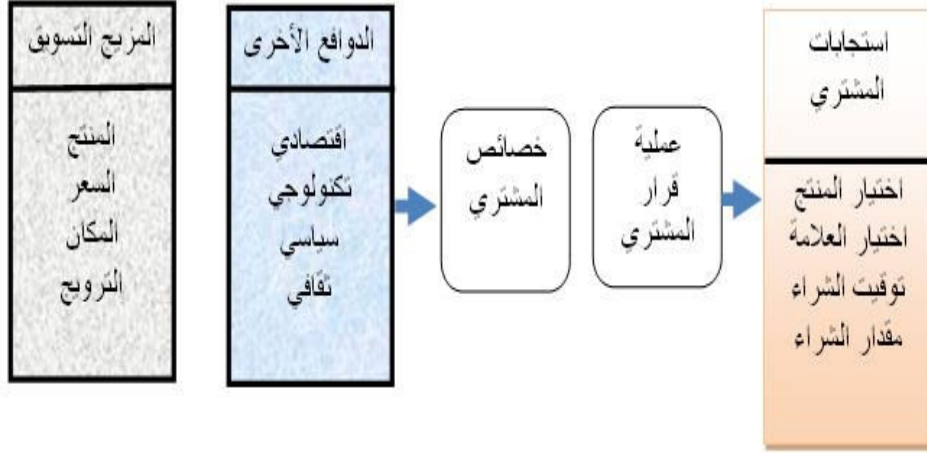 المزيج التسويق
المنتج
السعر
المكان
الترويج
الدوافع الأخرى
اقتصادي
تكنولوجي
سياسي
ثقافي
خصائص
المشتري
عملية
قرار
المشتري
استجابات
المشتري
اختيار المنتج
اختيار العلامة
توقيت الشراء
مقدار الشراء